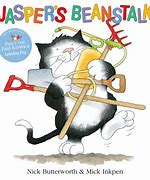 JASPER'S BEANSTALK
Nick Butterworth & Mick Inkpen